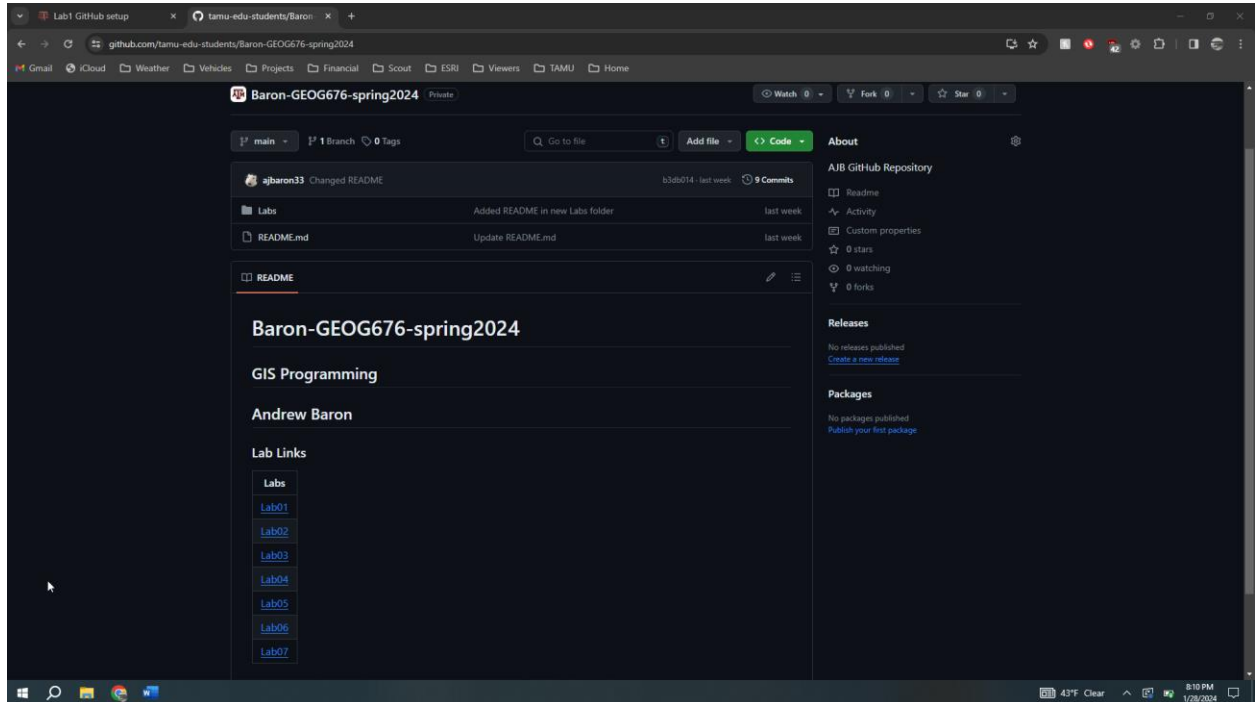 Lab1 GitHub setup
tamu-edu-students/Baron-
github.com/tamu-edu-students/Baron-GEOG676-spring2024
42
Gmail iCloud Weather Vehicles Projects Financial Scout ESRI Viewers TAMU Home
Baron-GEOG676-spring2024 Private Watch 0 Fork 0 Star 0
main 1 Branch 0 Tags Go to file t Add file Code About
AJB GitHub Repository
ajbaron33 Changed README b3db014 · last week 9 Commits
Readme
Labs Added README in new Labs folder last week Activity
Custom properties
README.md Update README.md last week
0 stars
0 watching
README
0 forks
Baron-GEOG676-spring2024
Releases
No releases published
Create a new release
GIS Programming
Packages
Andrew Baron
No packages published
Publish your first package
Lab Links
Labs
Lab01
Lab02
Lab03
Lab04
Lab05
Lab06
Lab07
43°F Clear
8:10 PM
1/28/2024